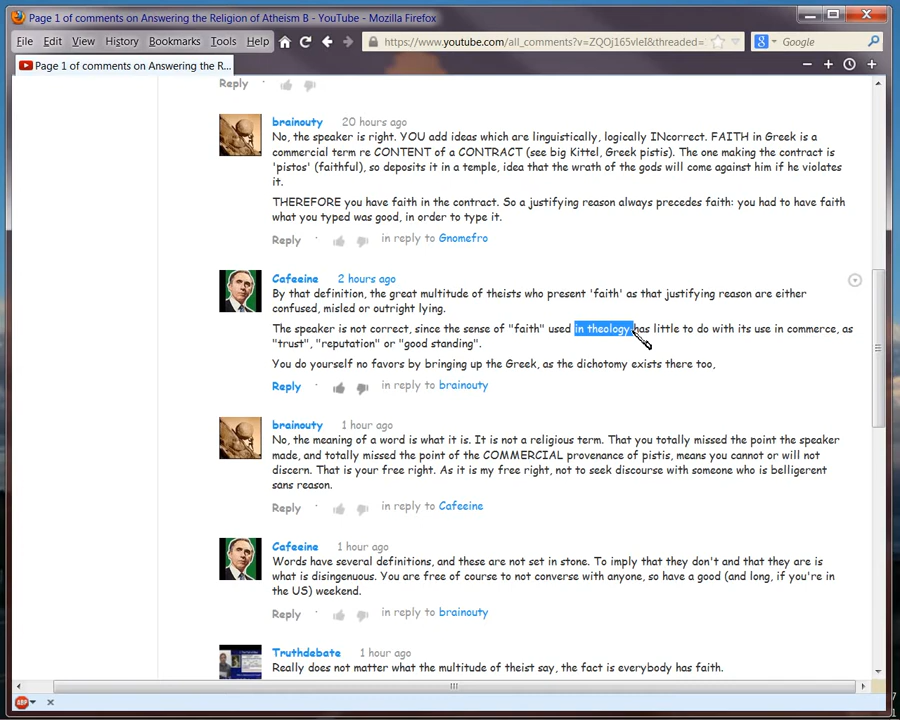 Page 1 of comments on Answering the Religion of Atheism B - YouTube - Mozilla Firefox
File Edit View History Bookmarks Tools Help
https://www.youtube.com/all_comments?v=ZQOj165vleI&threaded=
Google
Page 1 of comments on Answering the R...
Reply
brainouty 20 hours ago
No, the speaker is right. YOU add ideas which are linguistically, logically INcorrect. FAITH in Greek is a
commercial term re CONTENT of a CONTRACT (see big Kittel, Greek pistis). The one making the contract is
'pistos' (faithful), so deposits it in a temple, idea that the wrath of the gods will come against him if he violates
it.
THEREFORE you have faith in the contract. So a justifying reason always precedes faith: you had to have faith
what you typed was good, in order to type it.
Reply in reply to Gnomefro
Cafeeine 2 hours ago
By that definition, the great multitude of theists who present 'faith' as that justifying reason are either
confused, misled or outright lying.
The speaker is not correct, since the sense of "faith" used in theology has little to do with its use in commerce, as
"trust", "reputation" or "good standing".
You do yourself no favors by bringing up the Greek, as the dichotomy exists there too,
Reply in reply to brainouty
brainouty 1 hour ago
No, the meaning of a word is what it is. It is not a religious term. That you totally missed the point the speaker
made, and totally missed the point of the COMMERCIAL provenance of pistis, means you cannot or will not
discern. That is your free right. As it is my free right, not to seek discourse with someone who is belligerent
sans reason.
Reply in reply to Cafeeine
Cafeeine 1 hour ago
Words have several definitions, and these are not set in stone. To imply that they don't and that they are is
what is disingenuous. You are free of course to not converse with anyone, so have a good (and long, if you're in
the US) weekend.
Reply in reply to brainouty
Truthdebate 1 hour ago
Really does not matter what the multitude of theist say, the fact is everybody has faith.
ABP